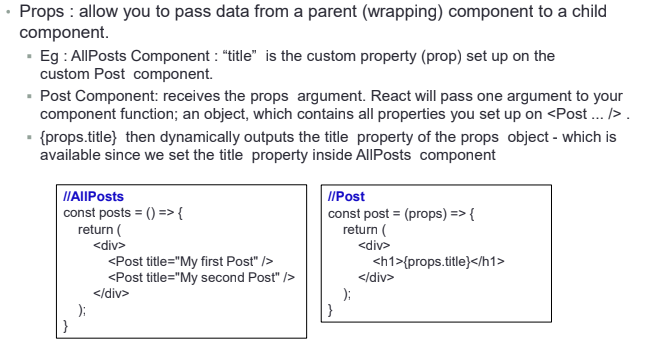 • Props : allow you to pass data from a parent (wrapping) component to a child
component.
▪ Eg : AllPosts Component : “title” is the custom property (prop) set up on the
custom Post component.
▪ Post Component: receives the props argument. React will pass one argument to your
component function; an object, which contains all properties you set up on <Post ... /> .
▪ {props.title} then dynamically outputs the title property of the props object - which is
available since we set the title property inside AllPosts component
//AllPosts
const posts = () => {
return (
<div>
<Post title="My first Post" />
<Post title="My second Post" />
</div>
);
}
//Post
const post = (props) => {
return (
<div>
<h1>{props.title}</h1>
</div>
);
}